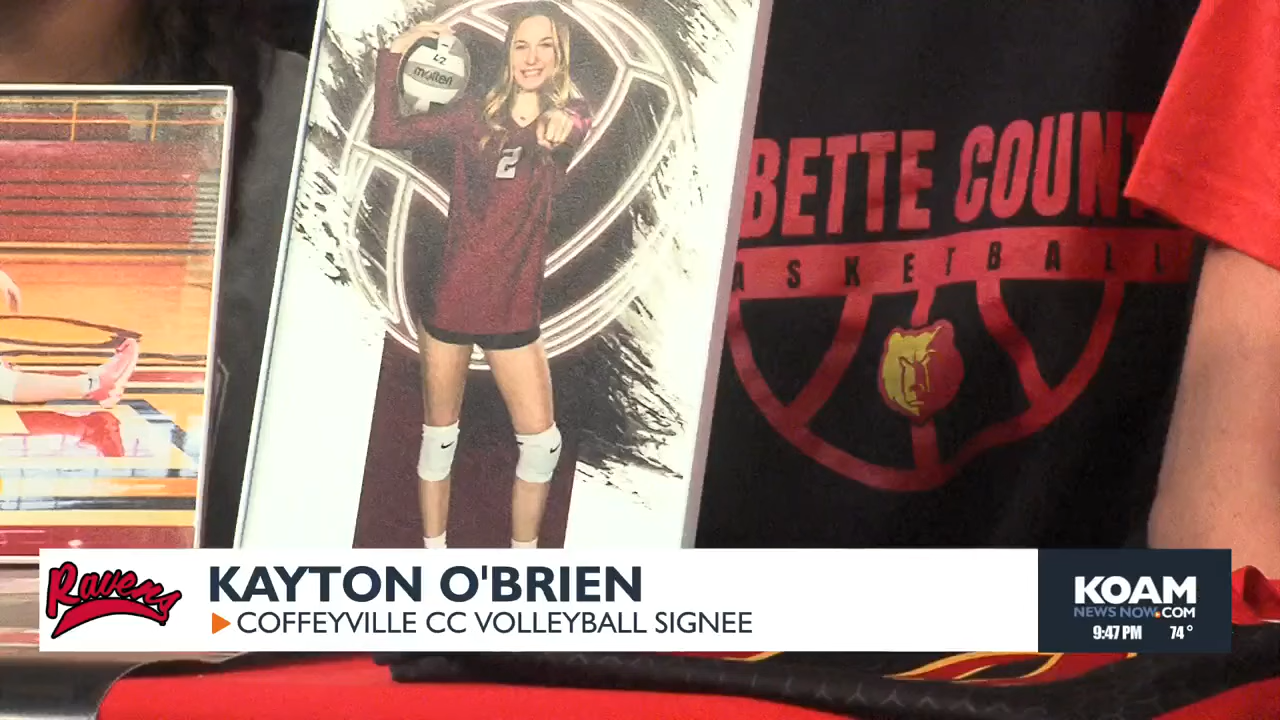 42
molten
2
BETTE COUNT
ASKETBALL
Ravens
KAYTON O'BRIEN
COFFEYVILLE CC VOLLEYBALL SIGNEE
KOAM
NEWS NOW.COM
9:47 PM 74°